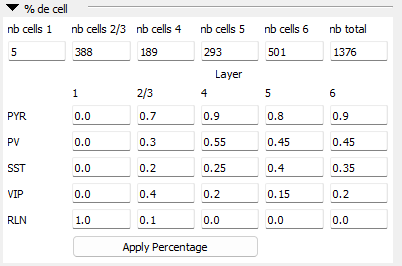 % de cell
nb cells 1 nb cells 2/3 nb cells 4 nb cells 5 nb cells 6 nb total
5 388 189 293 501 1376
Layer
1 2/3 4 5 6
PYR 0.0 0.7 0.9 0.8 0.9
PV 0.0 0.3 0.55 0.45 0.45
SST 0.0 0.2 0.25 0.4 0.35
VIP 0.0 0.4 0.2 0.15 0.2
RLN 1.0 0.1 0.0 0.0 0.0
Apply Percentage